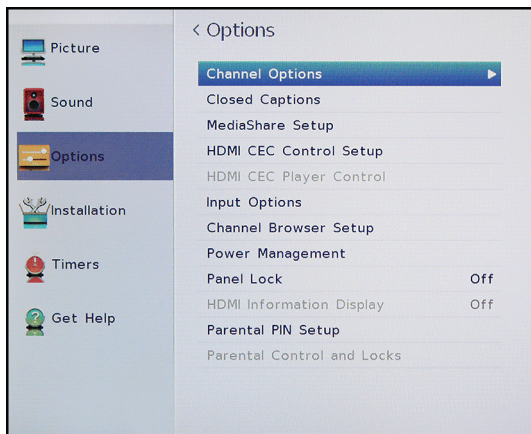 Picture
Sound
Options
Installation
Timers
Get Help
< Options
Channel Options
Closed Captions
MediaShare Setup
HDMI CEC Control Setup
HDMI CEC Player Control
Input Options
Channel Browser Setup
Power Management
Panel Lock Off
HDMI Information Display Off
Parental PIN Setup
Parental Control and Locks